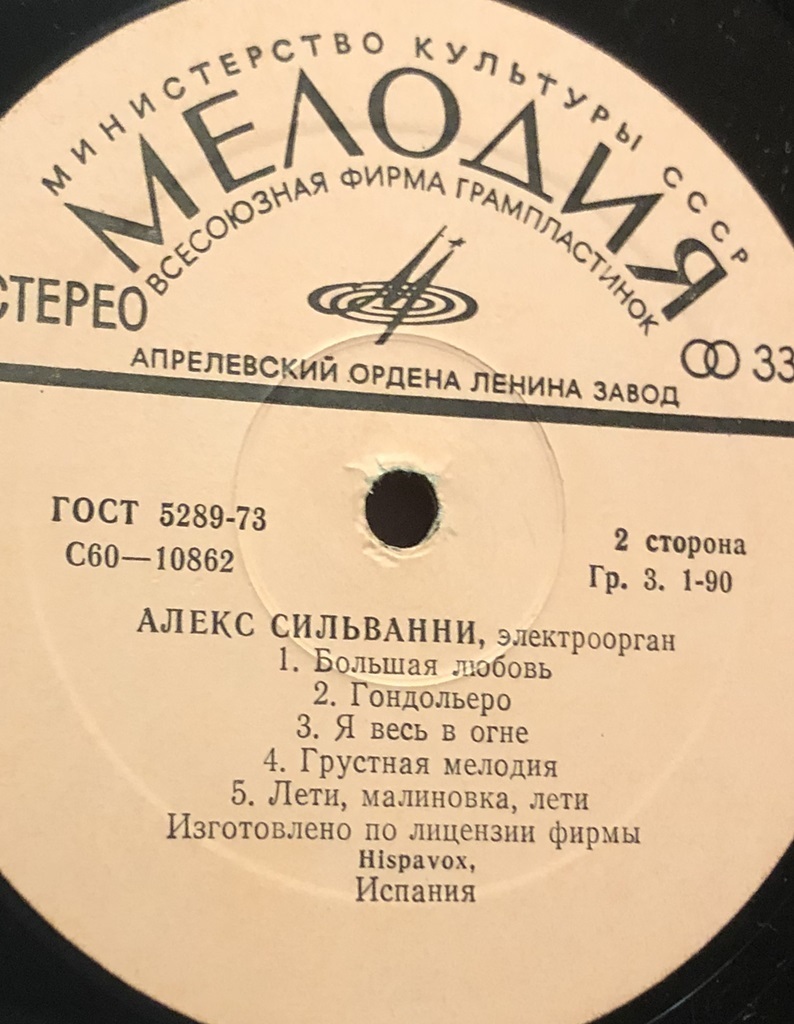 МИНИСТЕРСТВО КУЛЬТУРЫ СССР
МЕЛОДИЯ
ВСЕСОЮЗНАЯ ФИРМА ГРАМПЛАСТИНОК
СТЕРЕО
33
АПРЕЛЕВСКИЙ ОРДЕНА ЛЕНИНА ЗАВОД
ГОСТ 5289-73
С60—10862
2 сторона
Гр. 3. 1-90
АЛЕКС СИЛЬВАННИ, электроорган
1. Большая любовь
2. Гондольеро
3. Я весь в огне
4. Грустная мелодия
5. Лети, малиновка, лети
Изготовлено по лицензии фирмы
Hispavox,
Испания